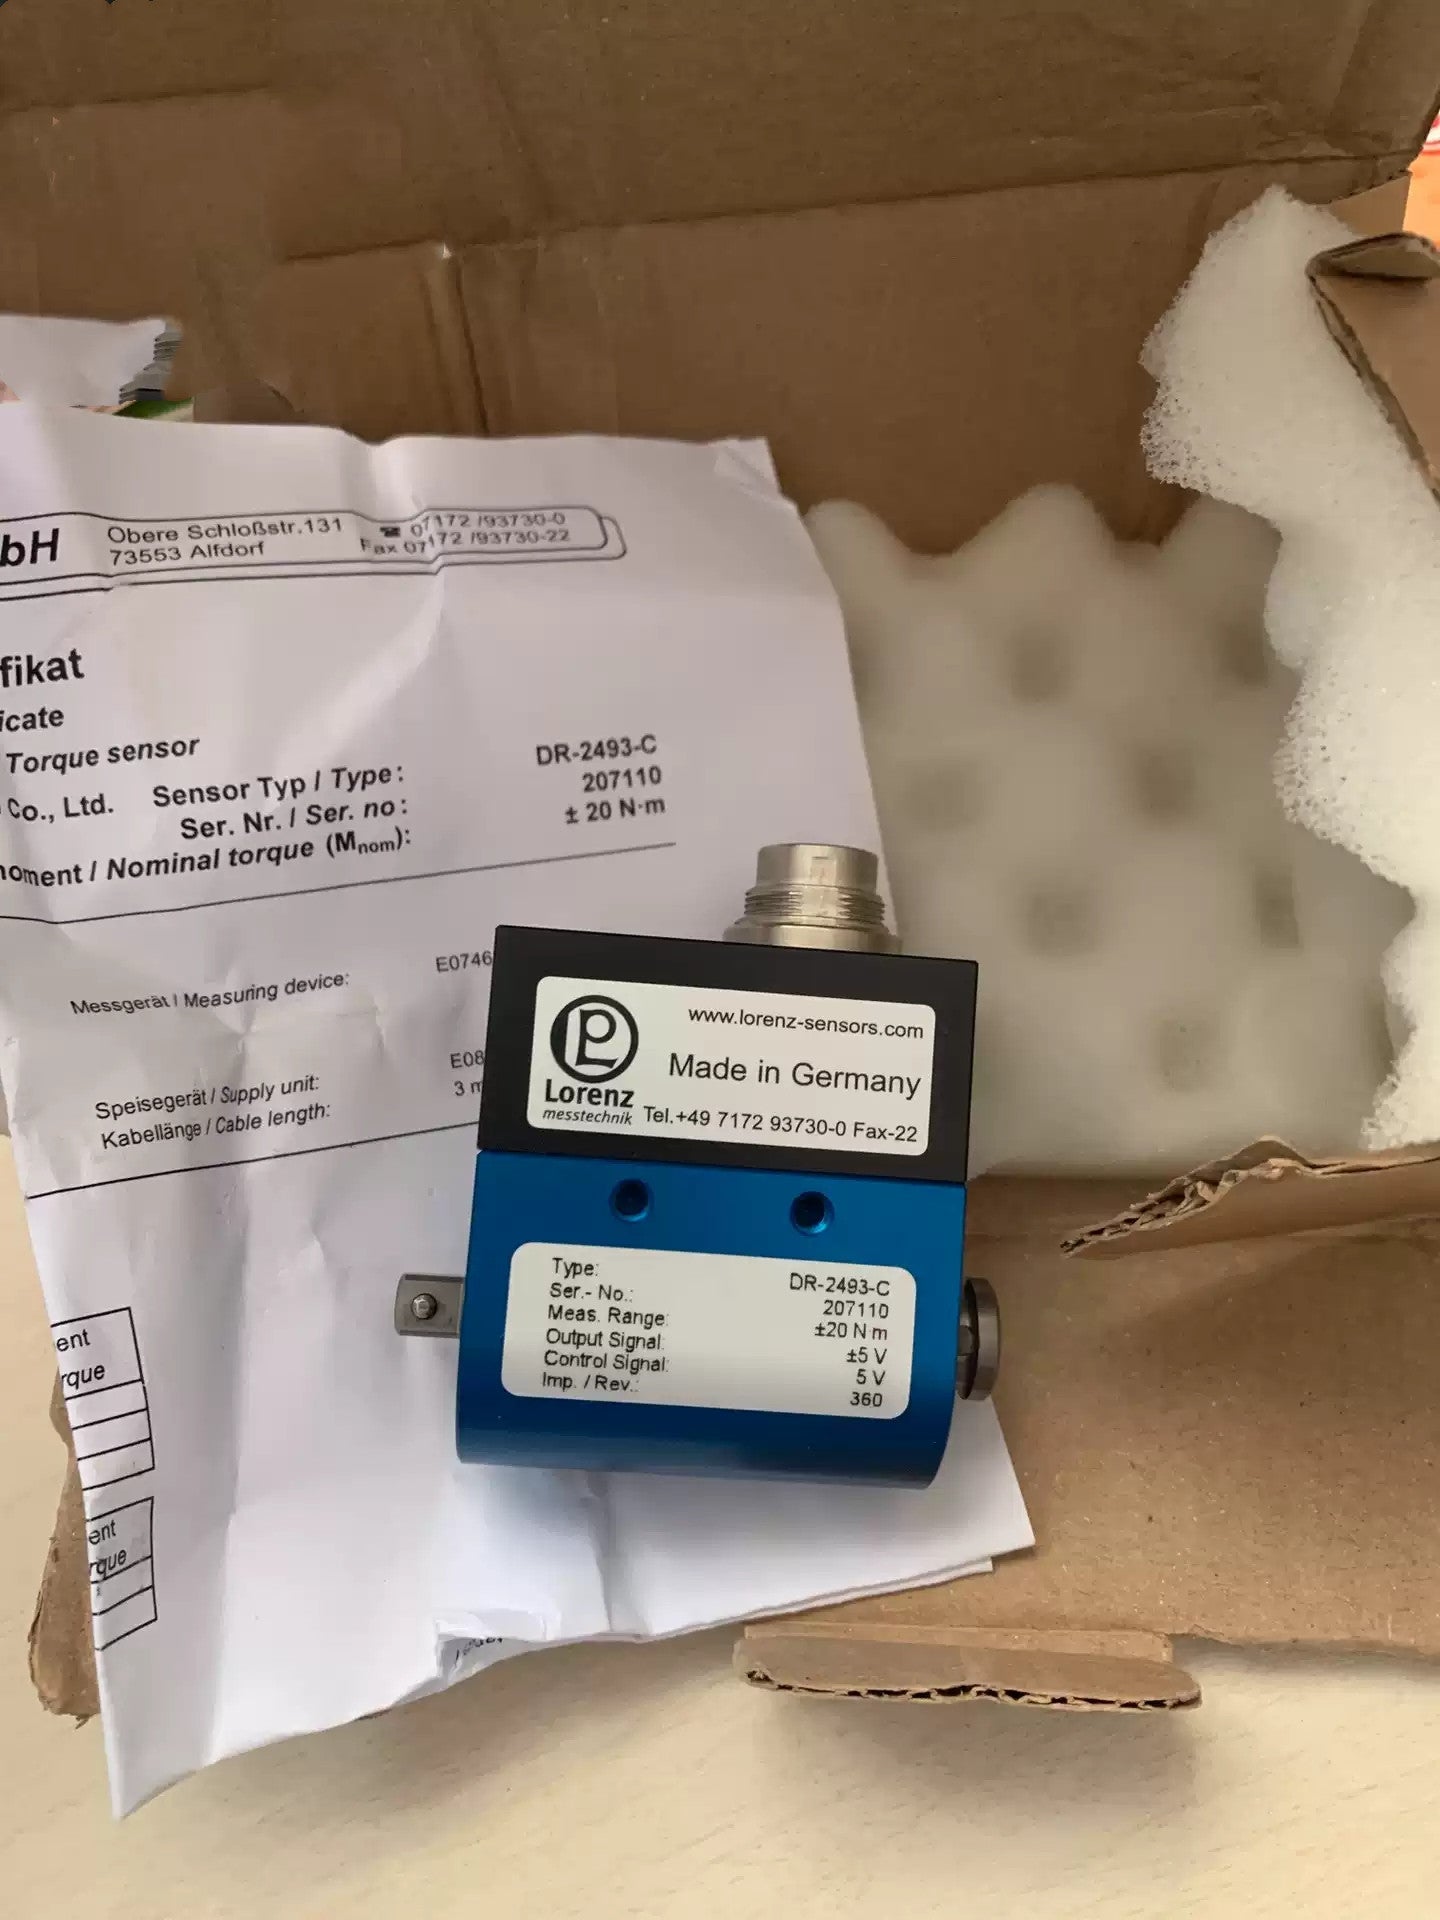 bH
Obere Schloßstr.131
73553 Alfdorf
☎ 07172 /93730-0
Fax 07172 /93730-22
fikat
icate
Torque sensor
Co., Ltd.
Sensor Typ / Type: DR-2493-C
Ser. Nr. / Ser. no: 207110
oment / Nominal torque (Mnom): ± 20 N·m
Messgerät / Measuring device: E0746
Speisegerät / Supply unit: E08
Kabellänge / Cable length: 3 m
ent
rque
ent
rque
LP
Lorenz
messtechnik
www.lorenz-sensors.com
Made in Germany
Tel.+49 7172 93730-0 Fax-22
Type: DR-2493-C
Ser.- No.: 207110
Meas. Range: ±20 N·m
Output Signal: ±5 V
Control Signal: 5 V
Imp. / Rev.: 360